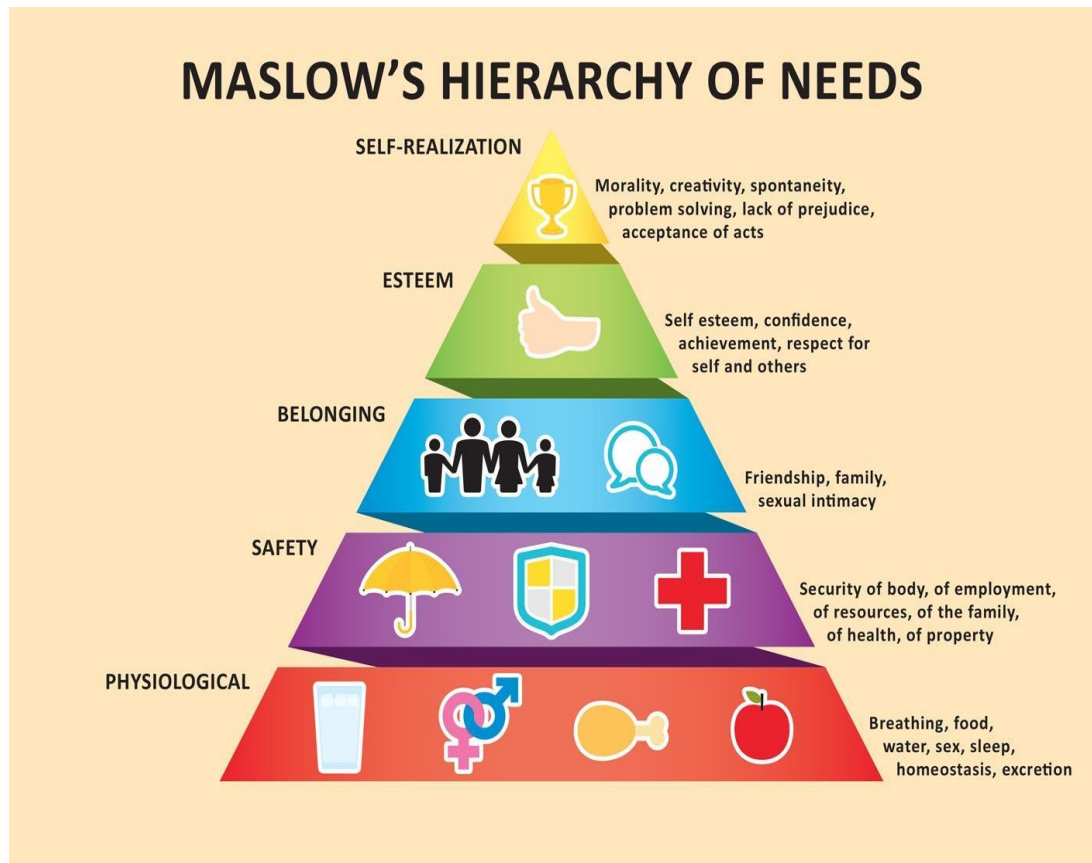 MASLOW'S HIERARCHY OF NEEDS
SELF-REALIZATION
Morality, creativity, spontaneity,
problem solving, lack of prejudice,
acceptance of acts
ESTEEM
Self esteem, confidence,
achievement, respect for
self and others
BELONGING
Friendship, family,
sexual intimacy
SAFETY
Security of body, of employment,
of resources, of the family,
of health, of property
PHYSIOLOGICAL
Breathing, food,
water, sex, sleep,
homeostasis, excretion